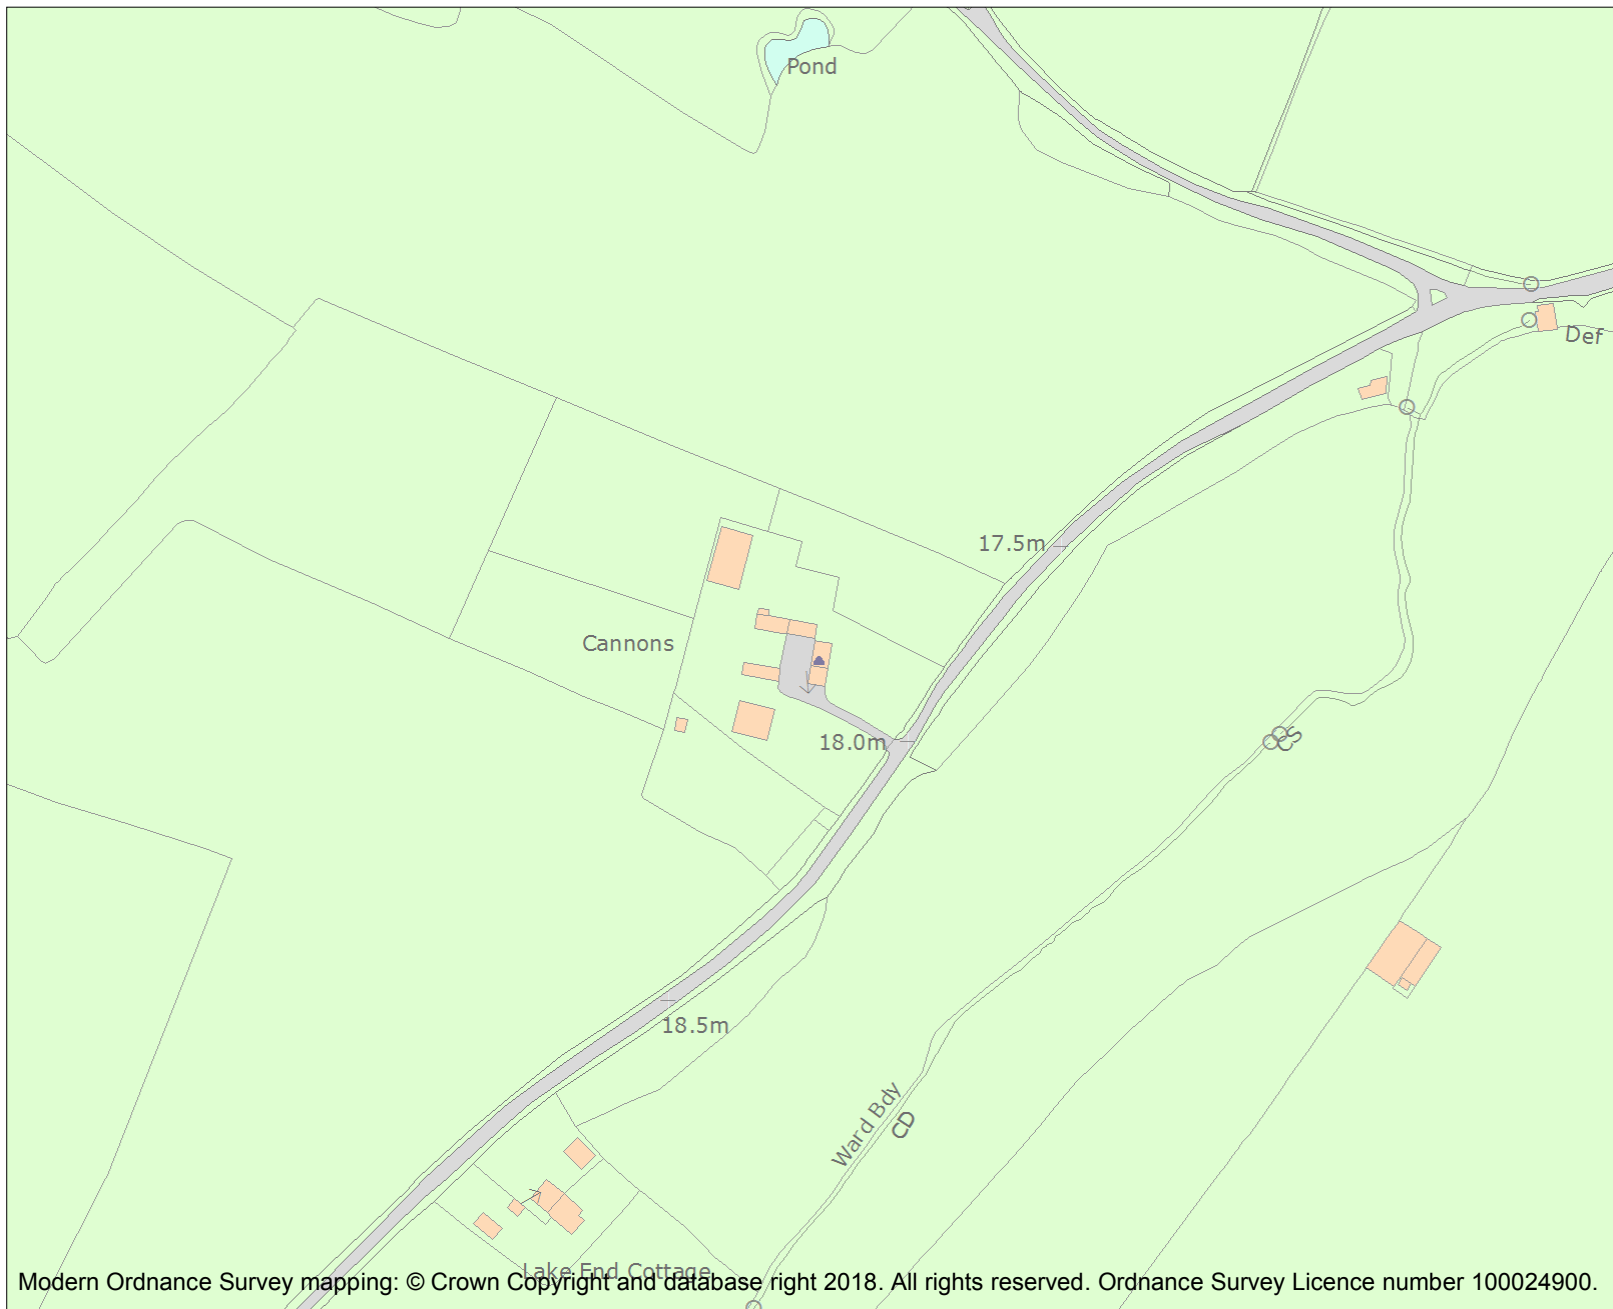 Pond
Def
17.5m
Cannons
18.0m
CS
18.5m
Ward Bdy
CD
Lake End Cottage
Modern Ordnance Survey mapping: © Crown Copyright and database right 2018. All rights reserved. Ordnance Survey Licence number 100024900.